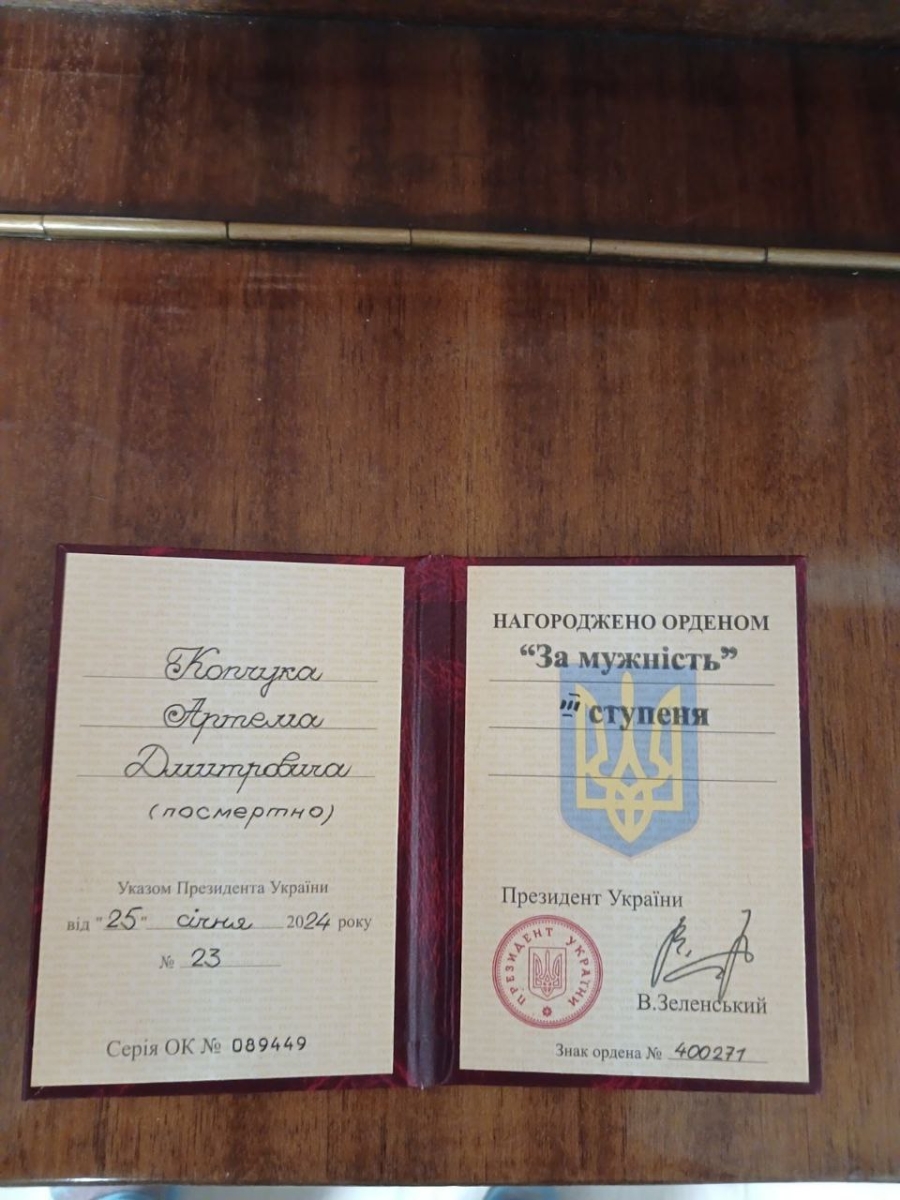 Копчука
Артема
Дмитровича
(посмертно)
Указом Президента України
від "25" січня 2024 року
№ 23
Серія ОК № 089449
НАГОРОДЖЕНО ОРДЕНОМ
“За мужність”
III ступеня
Президент України
ПРЕЗИДЕНТ УКРАЇНИ
В.Зеленський
Знак ордена № 400271